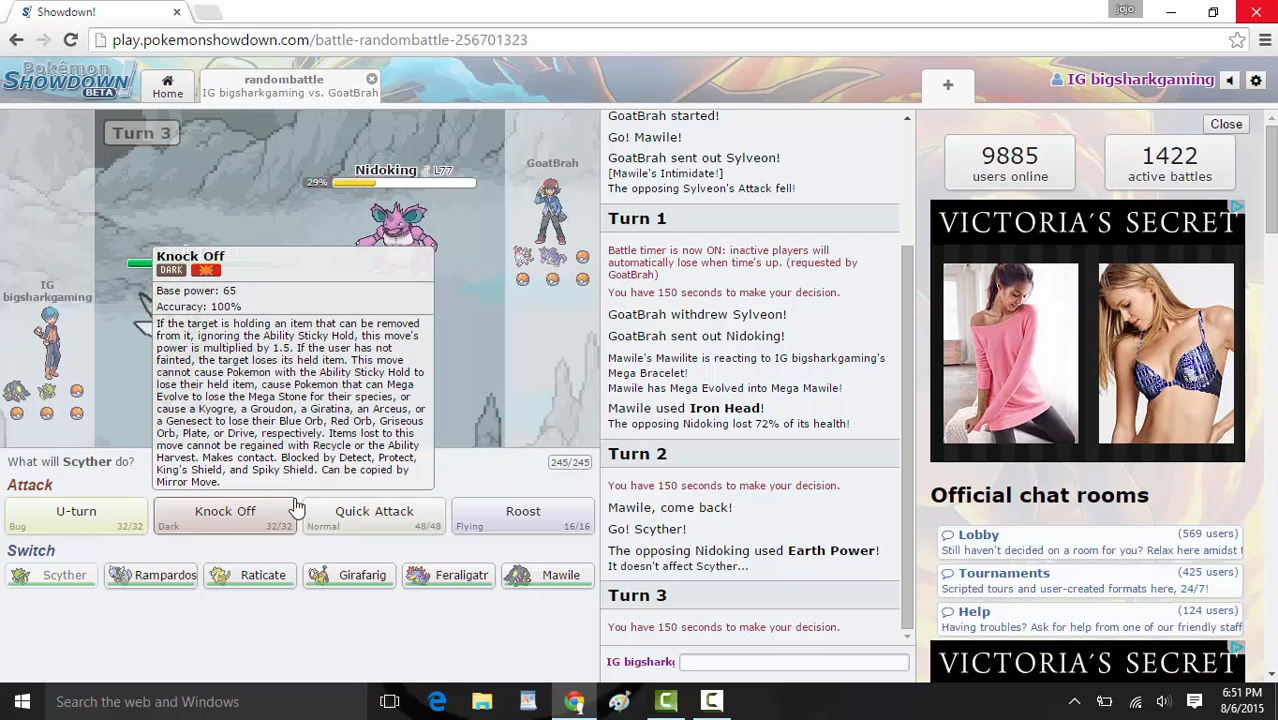 Showdown!
jojo
play.pokemonshowdown.com/battle-randombattle-256701323
Pokémon
SHOWDOWN
BETA
Home
randombattle
IG bigsharkgaming vs. GoatBrah
+
IG bigsharkgaming
Turn 3
Nidoking L77
29%
GoatBrah
IG
bigsharkgaming
Knock Off
DARK
Base power: 65
Accuracy: 100%
If the target is holding an item that can be removed
from it, ignoring the Ability Sticky Hold, this move's
power is multiplied by 1.5. If the user has not
fainted, the target loses its held item. This move
cannot cause Pokemon with the Ability Sticky Hold to
lose their held item, cause Pokemon that can Mega
Evolve to lose the Mega Stone for their species, or
cause a Kyogre, a Groudon, a Giratina, an Arceus, or
a Genesect to lose their Blue Orb, Red Orb, Griseous
Orb, Plate, or Drive, respectively. Items lost to this
move cannot be regained with Recycle or the Ability
Harvest. Makes contact. Blocked by Detect, Protect,
King's Shield, and Spiky Shield. Can be copied by
Mirror Move.
What will Scyther do?
245/245
Attack
U-turn
Bug 32/32
Knock Off
Dark 32/32
Quick Attack
Normal 48/48
Roost
Flying 16/16
Switch
Scyther
Rampardos
Raticate
Girafarig
Feraligatr
Mawile
GoatBrah started!
Go! Mawile!
GoatBrah sent out Sylveon!
[Mawile's Intimidate!]
The opposing Sylveon's Attack fell!
Turn 1
Battle timer is now ON: inactive players will
automatically lose when time's up. (requested by
GoatBrah)
You have 150 seconds to make your decision.
GoatBrah withdrew Sylveon!
GoatBrah sent out Nidoking!
Mawile's Mawilite is reacting to IG bigsharkgaming's
Mega Bracelet!
Mawile has Mega Evolved into Mega Mawile!
Mawile used Iron Head!
The opposing Nidoking lost 72% of its health!
Turn 2
You have 150 seconds to make your decision.
Mawile, come back!
Go! Scyther!
The opposing Nidoking used Earth Power!
It doesn't affect Scyther...
Turn 3
You have 150 seconds to make your decision.
IG bigshark
Close
9885
users online
1422
active battles
VICTORIA'S SECRET
Official chat rooms
Lobby (569 users)
Still haven't decided on a room for you? Relax here amidst t
Tournaments (425 users)
Scripted tours and user-created formats here, 24/7!
Help (124 users)
Having troubles? Ask for help from one of our friendly staff
VICTORIA'S SECRET
Search the web and Windows
6:51 PM
8/6/2015